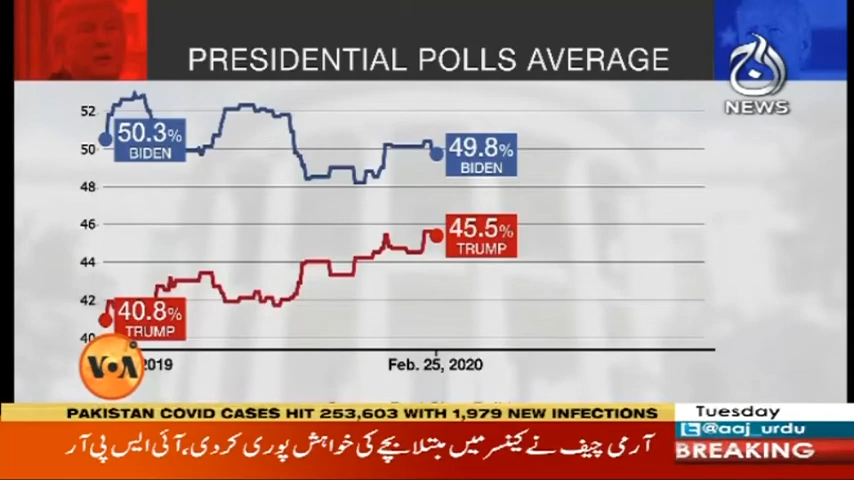 PRESIDENTIAL POLLS AVERAGE
آج
NEWS
52
50
48
46
44
42
40
50.3%
BIDEN
49.8%
BIDEN
45.5%
TRUMP
40.8%
TRUMP
2019
Feb. 25, 2020
VOA
PAKISTAN COVID CASES HIT 253,603 WITH 1,979 NEW INFECTIONS
Tuesday
@aaj_urdu
آرمی چیف نے کینسر میں مبتلا بچے کی خواہش پوری کردی، آئی ایس پی آر
BREAKING